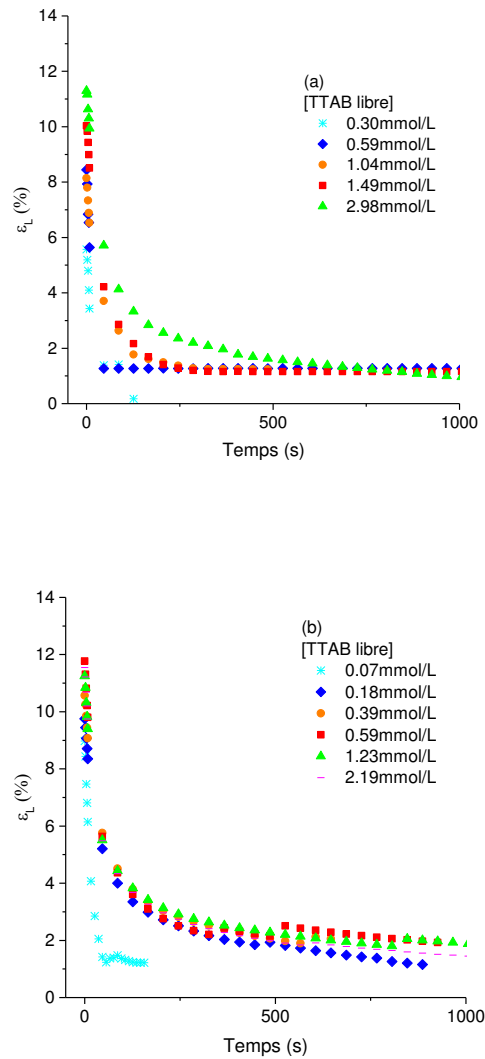 14
12
10
8
6
4
2
0
ε_L (%)
(a)
[TTAB libre]
0.30mmol/L
0.59mmol/L
1.04mmol/L
1.49mmol/L
2.98mmol/L
0 500 1000
Temps (s)
14
12
10
8
6
4
2
0
ε_L (%)
(b)
[TTAB libre]
0.07mmol/L
0.18mmol/L
0.39mmol/L
0.59mmol/L
1.23mmol/L
2.19mmol/L
0 500 1000
Temps (s)